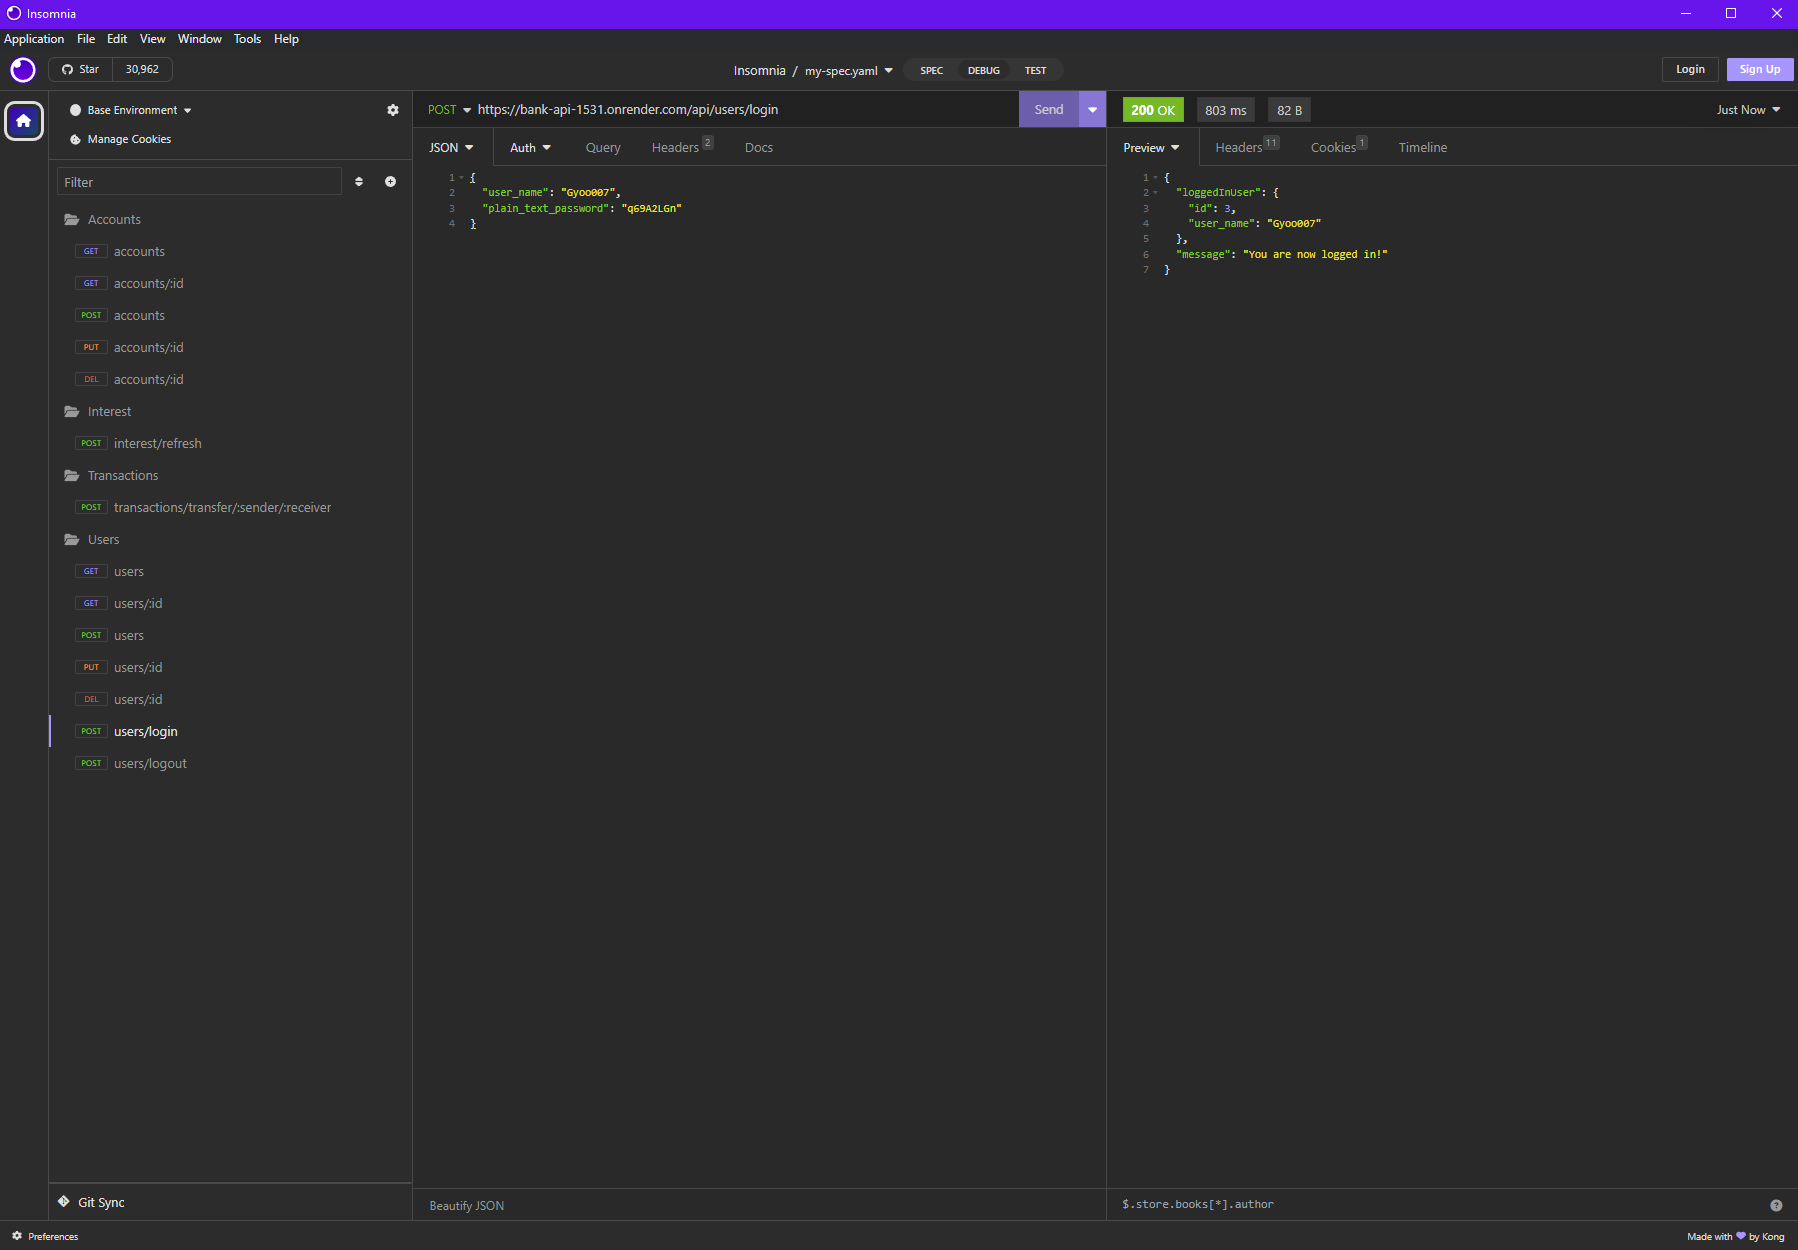 Insomnia
Application File Edit View Window Tools Help
Star 30,962
Insomnia / my-spec.yaml SPEC DEBUG TEST
Login Sign Up
Base Environment
Manage Cookies
Filter
Accounts
GET accounts
GET accounts/:id
POST accounts
PUT accounts/:id
DEL accounts/:id
Interest
POST interest/refresh
Transactions
POST transactions/transfer/:sender/:receiver
Users
GET users
GET users/:id
POST users
PUT users/:id
DEL users/:id
POST users/login
POST users/logout
Git Sync
POST https://bank-api-1531.onrender.com/api/users/login Send
JSON Auth Query Headers 2 Docs
1 {
2 "user_name": "Gyoo007",
3 "plain_text_password": "q69A2LGn"
4 }
Beautify JSON
200 OK 803 ms 82 B Just Now
Preview Headers 11 Cookies 1 Timeline
1 {
2 "loggedInUser": {
3 "id": 3,
4 "user_name": "Gyoo007"
5 },
6 "message": "You are now logged in!"
7 }
$.store.books[*].author
Preferences
Made with by Kong